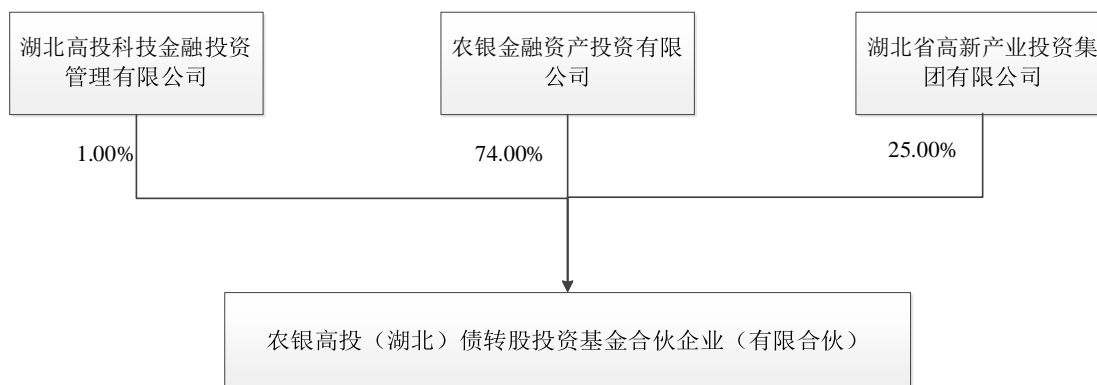 湖北高投科技金融投资
管理有限公司
农银金融资产投资有限
公司
湖北省高新产业投资集
团有限公司
1.00%
74.00%
25.00%
农银高投（湖北）债转股投资基金合伙企业（有限合伙）